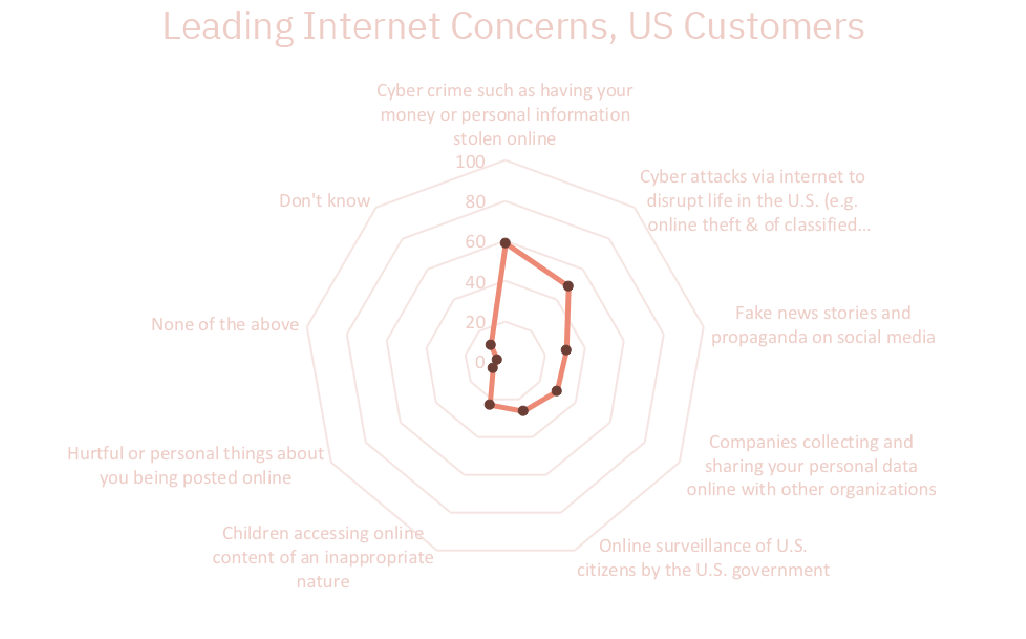 Leading Internet Concerns, US Customers
Cyber crime such as having your
money or personal information
stolen online
100
80
60
40
20
0
Cyber attacks via internet to
disrupt life in the U.S. (e.g.
online theft & of classified...
Fake news stories and
propaganda on social media
Companies collecting and
sharing your personal data
online with other organizations
Online surveillance of U.S.
citizens by the U.S. government
Children accessing online
content of an inappropriate
nature
Hurtful or personal things about
you being posted online
None of the above
Don't know